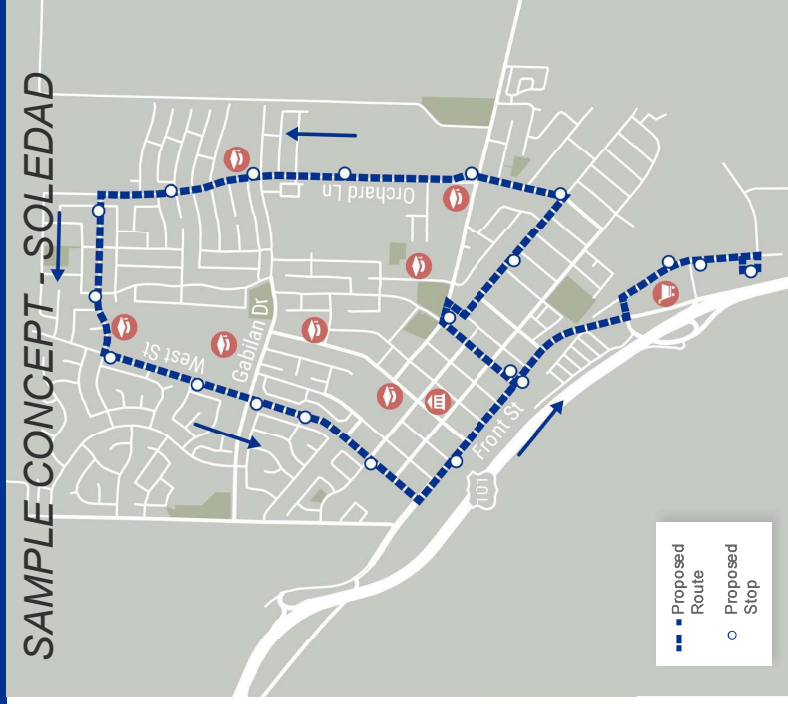 SAMPLE CONCEPT - SOLEDAD
Orchard Ln
West St
Gabilan Dr
Front St
101
Proposed
Route
Proposed
Stop